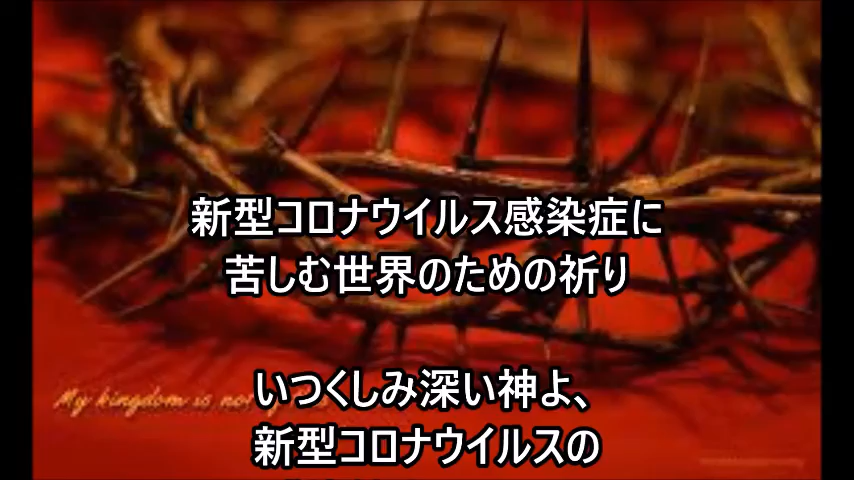 新型コロナウイルス感染症に
苦しむ世界のための祈り
いつくしみ深い神よ、
新型コロナウイルスの
My kingdom is not